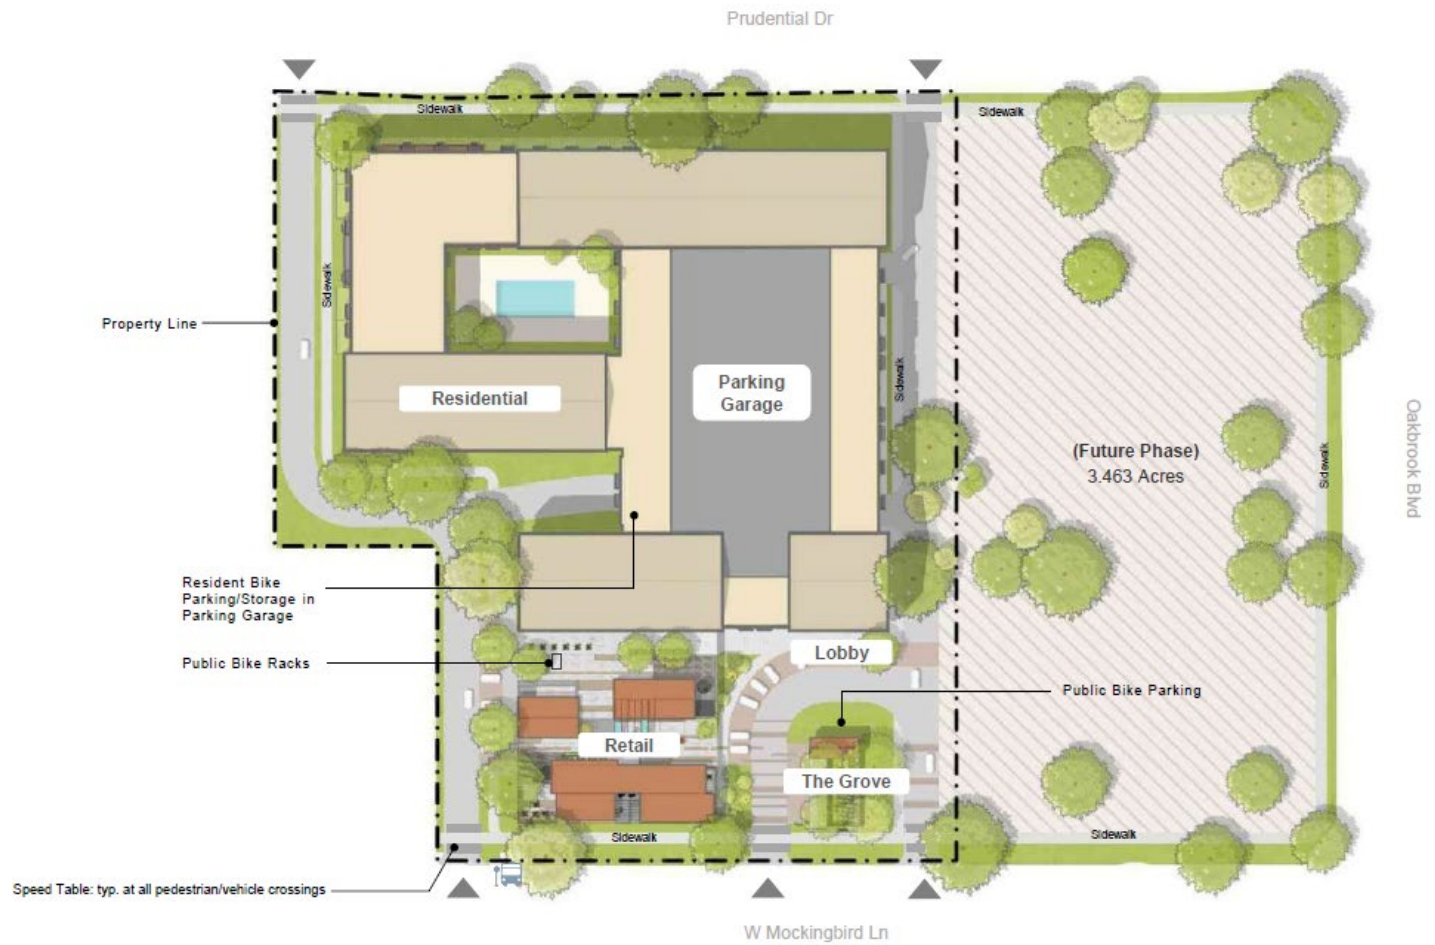 Prudential Dr
Sidewalk
Sidewalk
Sidewalk
Property Line
Residential
Parking
Garage
Sidewalk
(Future Phase)
3.463 Acres
Sidewalk
Oakbrook Blvd
Resident Bike
Parking/Storage in
Parking Garage
Public Bike Racks
Lobby
Public Bike Parking
Retail
The Grove
Sidewalk
Sidewalk
Speed Table: typ. at all pedestrian/vehicle crossings
W Mockingbird Ln